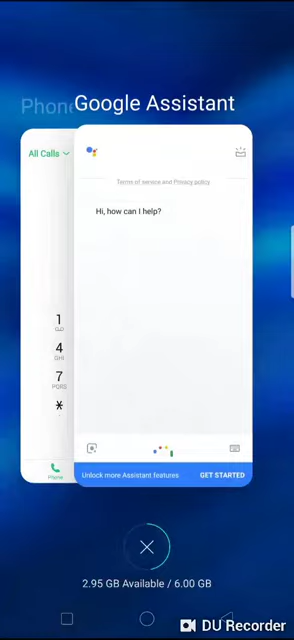 Phone
Google Assistant
All Calls
Terms of service and Privacy policy
Hi, how can I help?
1
4
GHI
7
PQRS
*
Phone
Unlock more Assistant features GET STARTED
2.95 GB Available / 6.00 GB
DU Recorder